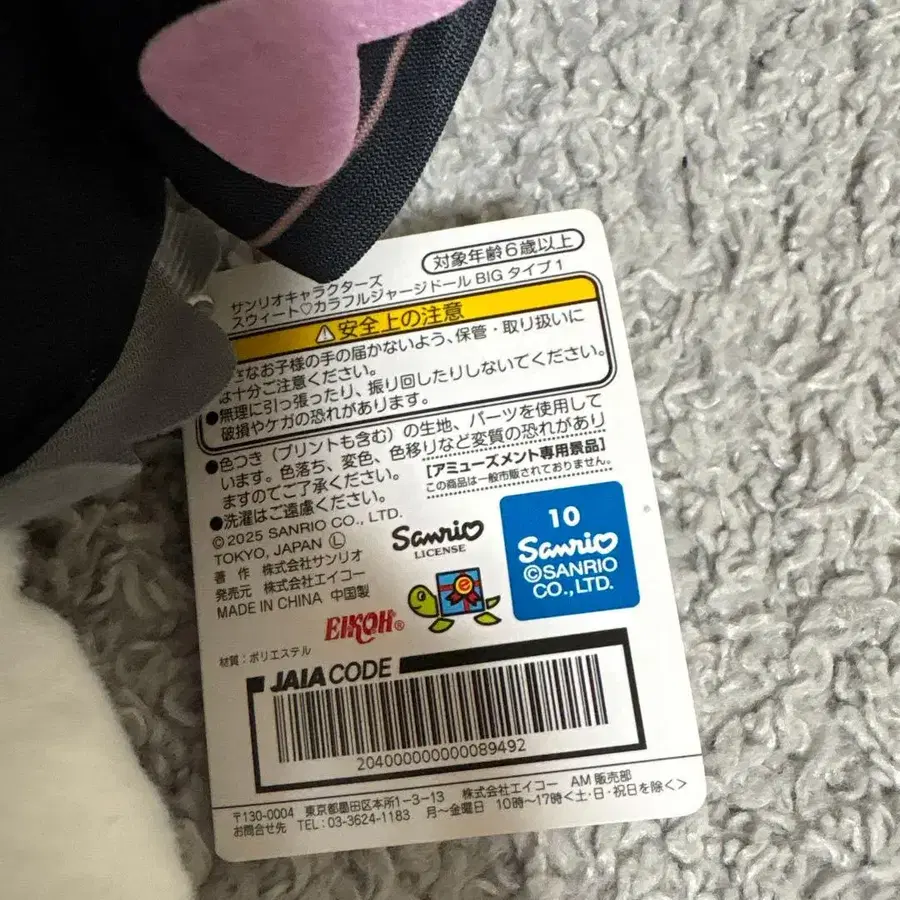 対象年齢6歳以上
サンリオキャラクターズ
スウィート♡カラフルジャージドール BIG タイプ1
⚠安全上の注意
さなお子様の手の届かないよう、保管・取り扱いに
は十分ご注意ください。
●無理に引っ張ったり、振り回したりしないでください。
破損やケガの恐れがあります。
●色つき（プリントも含む）の生地、パーツを使用して
います。色落ち、変色、色移りなど変質の恐れがあり
ますのでご了承ください。
●洗濯はご遠慮ください。
［アミューズメント専用景品］
この商品は一般市販されておりません。
©2025 SANRIO CO., LTD.
TOKYO, JAPAN Ⓛ
著作 株式会社サンリオ
発売元 株式会社エイコー
MADE IN CHINA 中国製
Sanrio
LICENSE
10
Sanrio
©SANRIO
CO.,LTD.
EIKOH®
e
材質：ポリエステル
JAIA CODE
204000000000089492
〒130-0004 東京都墨田区本所1-3-13 株式会社エイコー AM 販売部
お問合せ先 TEL：03-3624-1183 月～金曜日 10時～17時<土・日・祝日を除く>